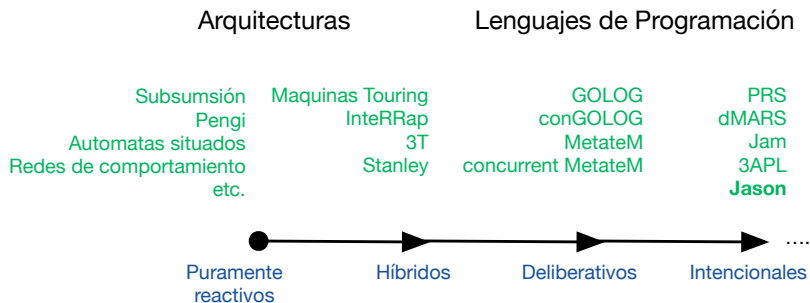 Arquitecturas
Lenguajes de Programación
Subsumsión
Pengi
Automatas situados
Redes de comportamiento
etc.
Maquinas Touring
InteRRap
3T
Stanley
GOLOG
conGOLOG
MetateM
concurrent MetateM
PRS
dMARS
Jam
3APL
Jason
....
Puramente
reactivos
Híbridos
Deliberativos
Intencionales